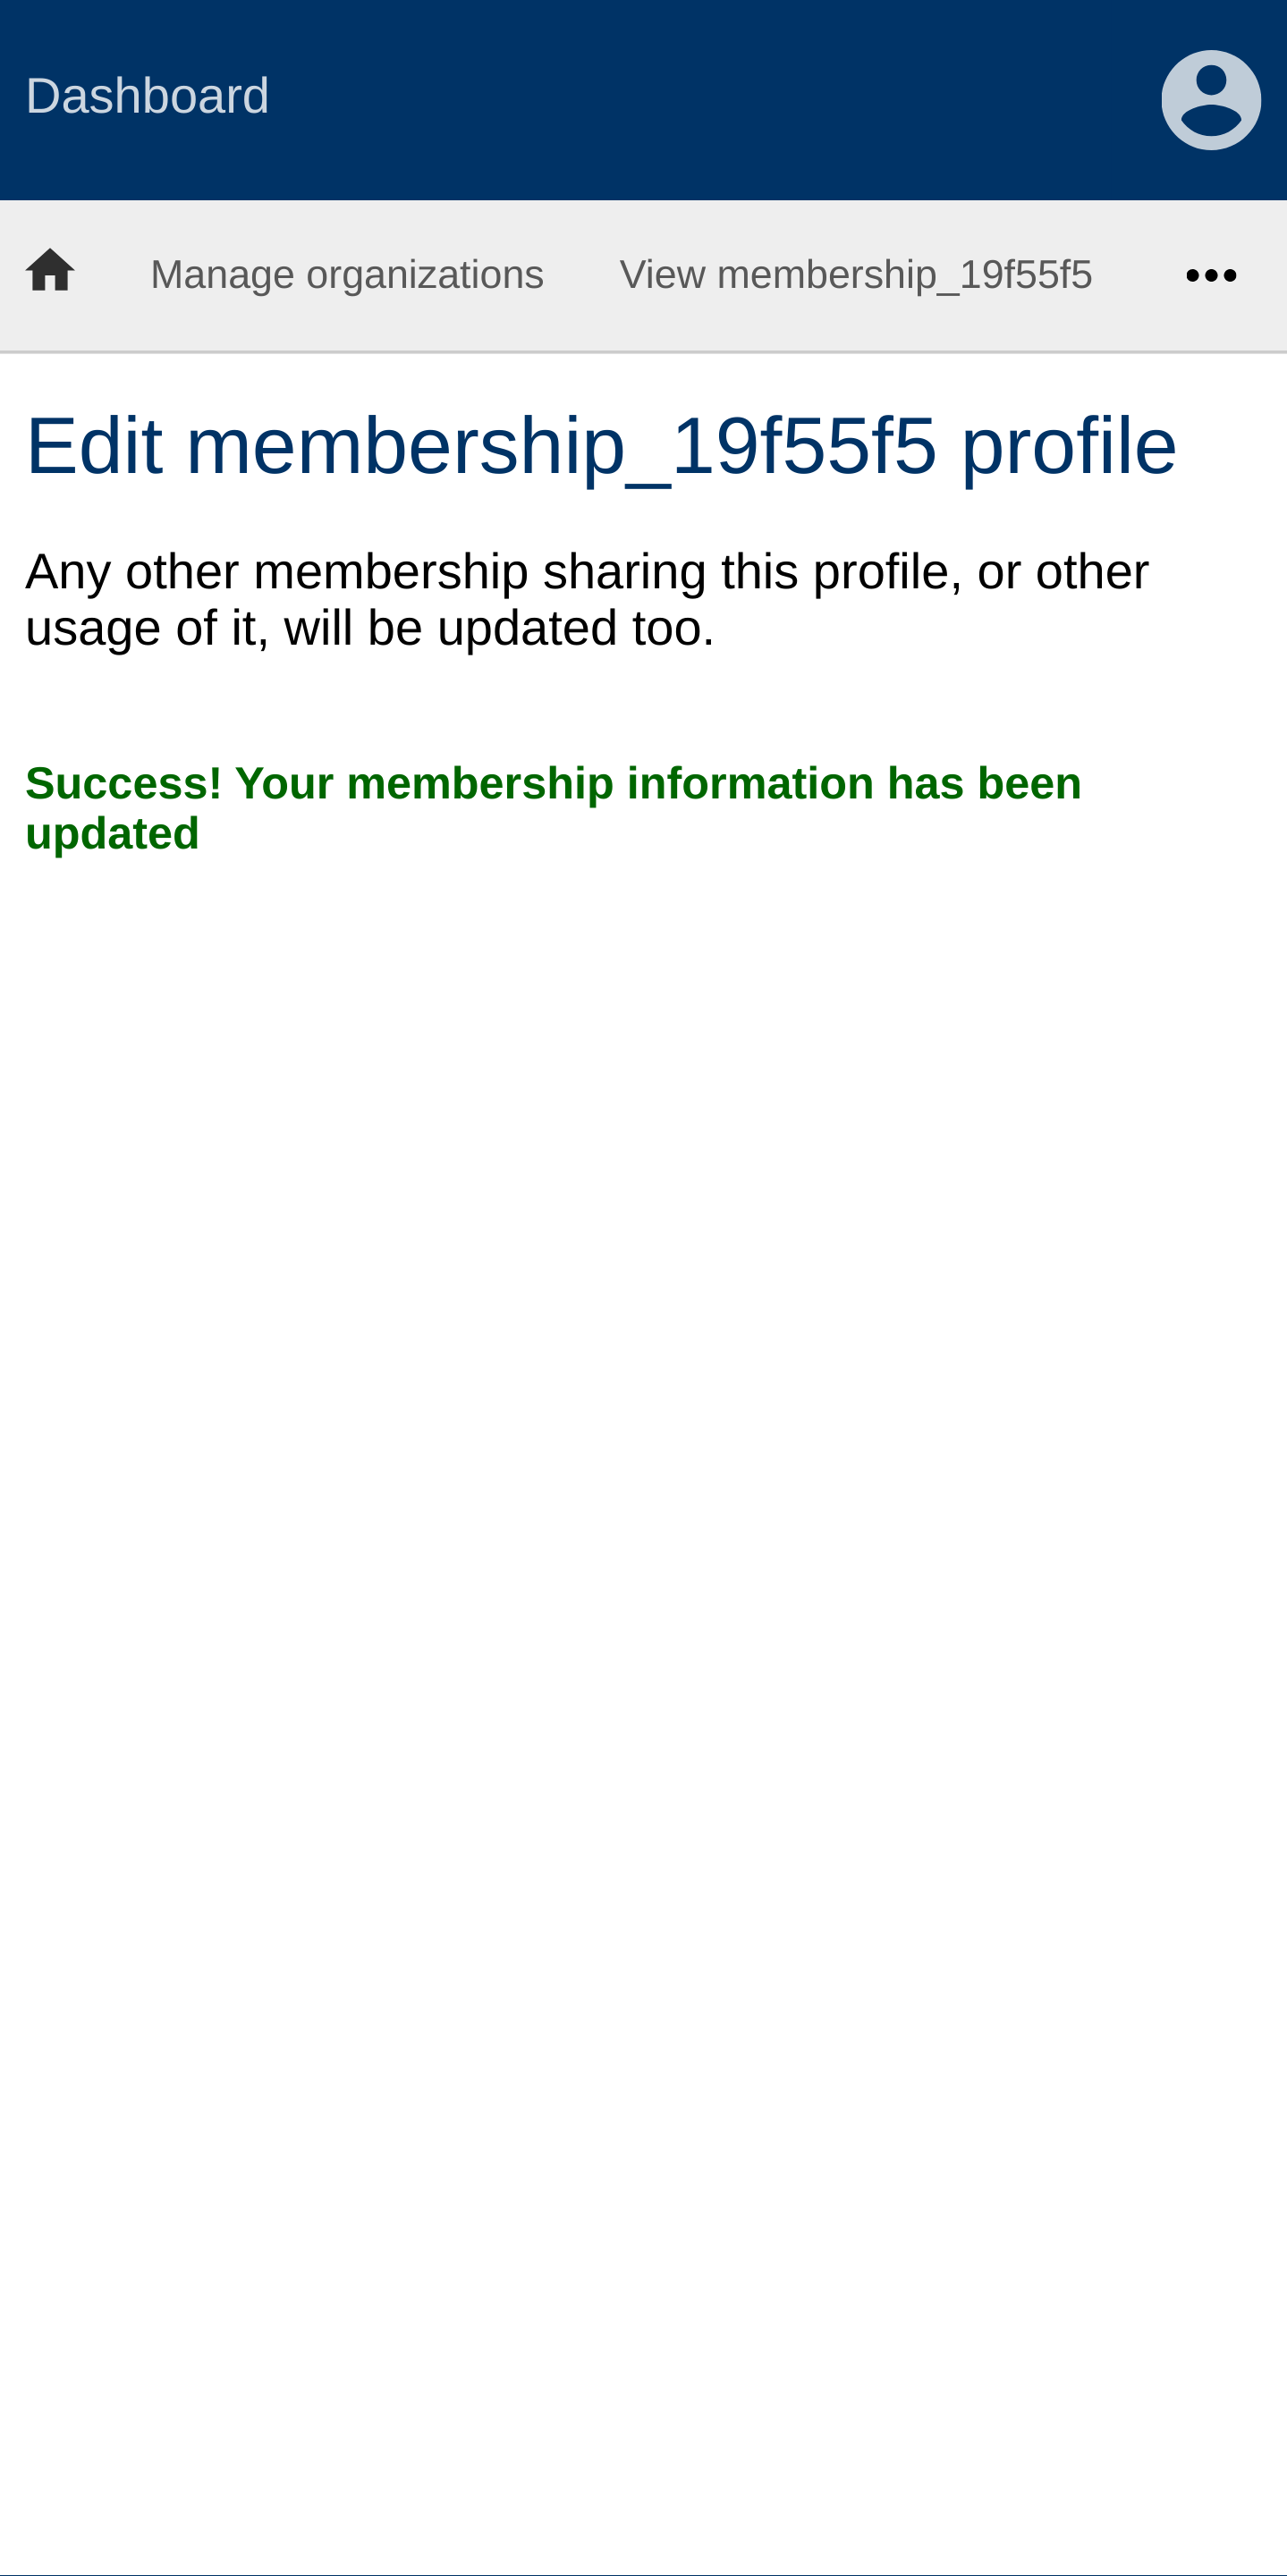 Dashboard
Manage organizations View membership_19f55f5
Edit membership_19f55f5 profile
Any other membership sharing this profile, or other
usage of it, will be updated too.
Success! Your membership information has been
updated